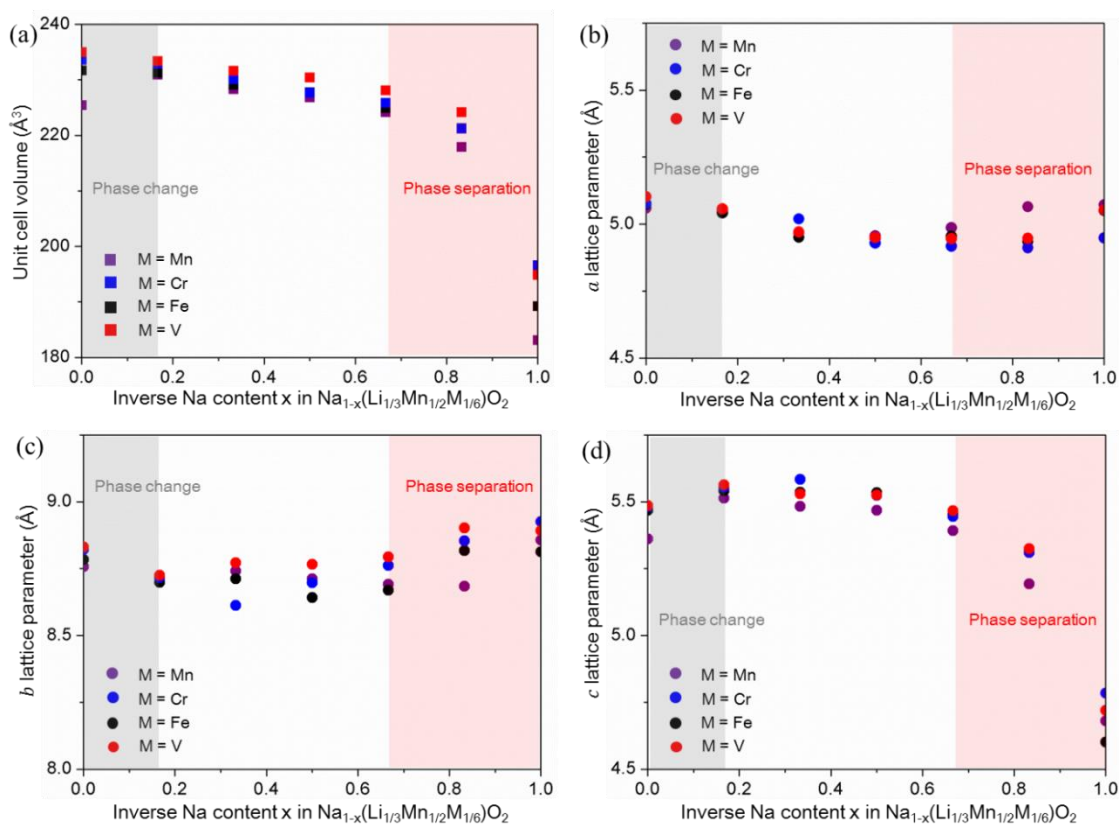 (a)
240
220
200
180
Unit cell volume (Å³)
Phase change
Phase separation
M = Mn
M = Cr
M = Fe
M = V
0.0 0.2 0.4 0.6 0.8 1.0
Inverse Na content x in Na₁₋ₓ(Li₁/₃Mn₁/₂M₁/₆)O₂
(b)
5.0
4.5
a lattice parameter (Å)
M = Mn
M = Cr
M = Fe
M = V
Phase change
Phase separation
0.0 0.2 0.4 0.6 0.8 1.0
Inverse Na content x in Na₁₋ₓ(Li₁/₃Mn₁/₂M₁/₆)O₂
(c)
9.0
8.5
8.0
b lattice parameter (Å)
Phase change
Phase separation
M = Mn
M = Cr
M = Fe
M = V
0.0 0.2 0.4 0.6 0.8 1.0
Inverse Na content x in Na₁₋ₓ(Li₁/₃Mn₁/₂M₁/₆)O₂
(d)
5.5
5.0
4.5
c lattice parameter (Å)
Phase change
Phase separation
M = Mn
M = Cr
M = Fe
M = V
0.0 0.2 0.4 0.6 0.8 1.0
Inverse Na content x in Na₁₋ₓ(Li₁/₃Mn₁/₂M₁/₆)O₂